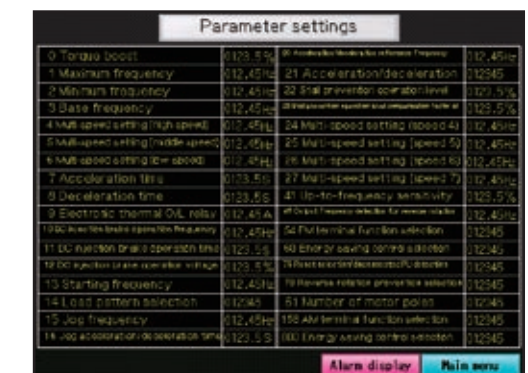 Parameter settings
0 Torque boost 0123.5%
1 Maximum frequency 012.45Hz
2 Minimum frequency 012.45Hz
3 Base frequency 012.45Hz
4 Multi-speed setting (high speed) 012.45Hz
5 Multi-speed setting (middle speed) 012.45Hz
6 Multi-speed setting (low speed) 012.45Hz
7 Acceleration time 0123.5S
8 Deceleration time 0123.5S
9 Electronic thermal O/L relay 012.45A
10 DC injection brake operation frequency 012.45Hz
11 DC injection brake operation time 0123.5S
12 DC injection brake operation voltage 0123.5%
13 Starting frequency 012.45Hz
14 Load pattern selection 012345
15 Jog frequency 012.45Hz
16 Jog acceleration/deceleration time 0123.5S
20 Acceleration/deceleration reference frequency 012.45Hz
21 Acceleration/deceleration 012345
22 Stall prevention operation level 0123.5%
0123.5%
24 Multi-speed setting (speed 4) 012.45Hz
25 Multi-speed setting (speed 5) 012.45Hz
26 Multi-speed setting (speed 6) 012.45Hz
27 Multi-speed setting (speed 7) 012.45Hz
41 Up-to-frequency sensitivity 0123.5%
012.45Hz
54 FM terminal function selection 012345
60 Energy saving control selection 012345
012345
78 Reverse rotation prevention selection 012345
81 Number of motor poles 012345
158 AM terminal function selection 012345
800 Energy saving control selection 012345
Alarm display
Main menu